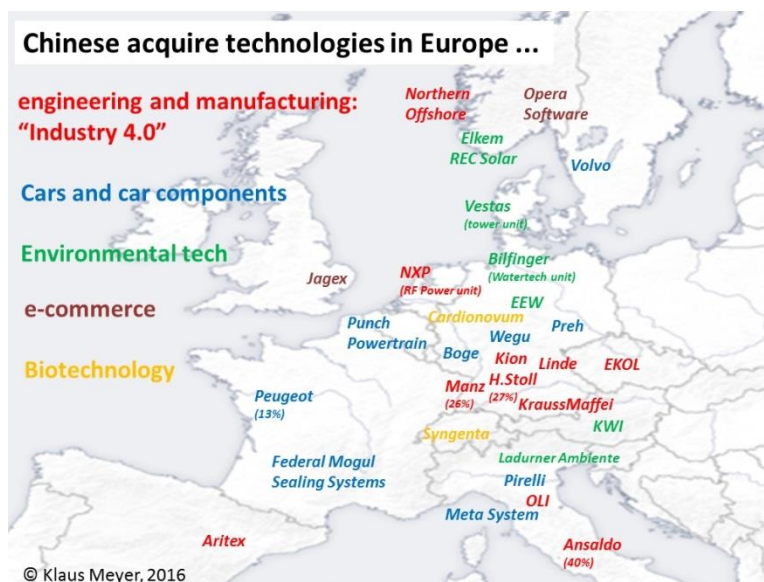 Chinese acquire technologies in Europe ...
engineering and manufacturing:
“Industry 4.0”
Cars and car components
Environmental tech
e-commerce
Biotechnology
Northern
Offshore
Opera
Software
Elkem
REC Solar
Volvo
Vestas
(tower unit)
Bilfinger
(Watertech unit)
Jagex
NXP
(RF Power unit)
EEW
Cardionovum
Punch
Powertrain
Wegu
Preh
Boge
Kion
Linde
EKOL
Manz
(26%)
H.Stoll
(27%)
KraussMaffei
Peugeot
(13%)
KWI
Syngenta
Federal Mogul
Sealing Systems
Ladurner Ambiente
Pirelli
OLI
Meta System
Aritex
Ansaldo
(40%)
© Klaus Meyer, 2016